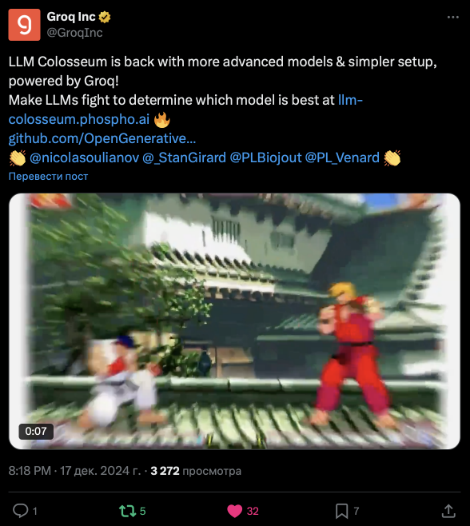 Groq Inc
@GroqInc
LLM Colosseum is back with more advanced models & simpler setup,
powered by Groq!
Make LLMs fight to determine which model is best at llm-
colosseum.phospho.ai 🔥
github.com/OpenGenerative...
👏 @nicolasoulianov @_StanGirard @PLBiojout @PL_Venard 👏
Перевести пост
0:07
8:18 PM · 17 дек. 2024 г. · 3 272 просмотра
1 5 32 7